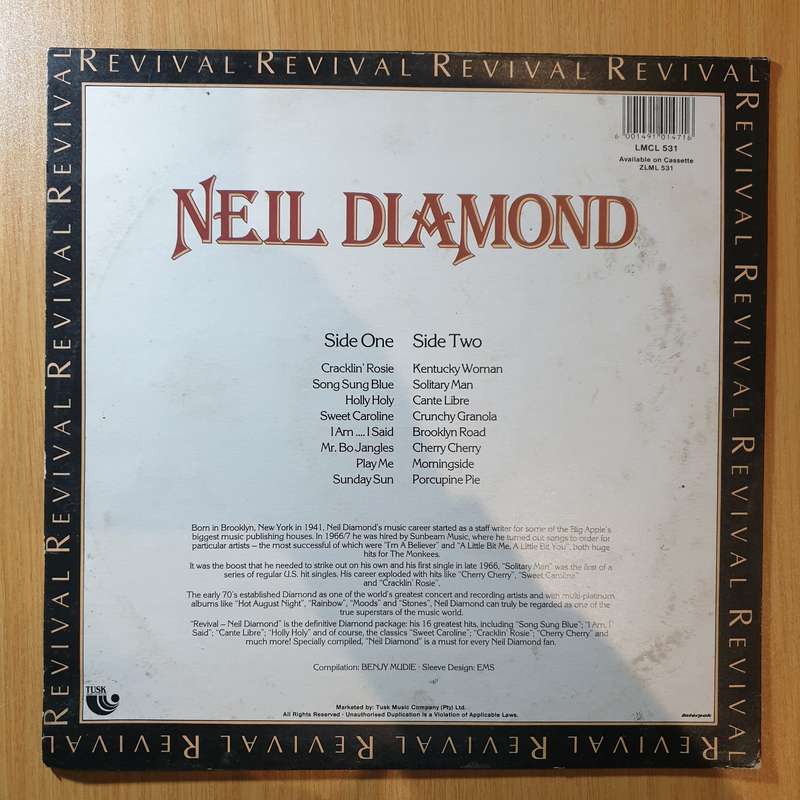 REVIVAL REVIVAL REVIVAL REVIVAL
REVIVAL REVIVAL REVIVAL REVIVAL
REVIVAL REVIVAL REVIVAL REVIVAL
REVIVAL REVIVAL REVIVAL REVIVAL
6 001491 014716
LMCL 531
Available on Cassette
ZLML 531
NEIL DIAMOND
Side One Side Two
Cracklin' Rosie Kentucky Woman
Song Sung Blue Solitary Man
Holly Holy Cante Libre
Sweet Caroline Crunchy Granola
I Am .... I Said Brooklyn Road
Mr. Bo Jangles Cherry Cherry
Play Me Morningside
Sunday Sun Porcupine Pie
Born in Brooklyn, New York in 1941, Neil Diamond's music career started as a staff writer for some of the Big Apple's
biggest music publishing houses. In 1966/7 he was hired by Sunbeam Music, where he turned out songs to order for
particular artists – the most successful of which were "I'm A Believer" and "A Little Bit Me, A Little Bit You", both huge
hits for The Monkees.
It was the boost that he needed to strike out on his own and his first single in late 1966, "Solitary Man" was the first of a
series of regular U.S. hit singles. His career exploded with hits like "Cherry Cherry", "Sweet Caroline"
and "Cracklin' Rosie".
The early 70's established Diamond as one of the world's greatest concert and recording artists and with multi-platinum
albums like "Hot August Night", "Rainbow", "Moods" and "Stones", Neil Diamond can truly be regarded as one of the
true superstars of the music world.
"Revival – Neil Diamond" is the definitive Diamond package: his 16 greatest hits, including "Song Sung Blue"; "I Am, I
Said"; "Cante Libre"; "Holly Holy" and of course, the classics "Sweet Caroline"; "Cracklin' Rosie"; "Cherry Cherry" and
much more! Specially compiled, "Neil Diamond" is a must for every Neil Diamond fan.
Compilation: BENJY MUDIE · Sleeve Design: EMS
TUSK
Marketed by: Tusk Music Company (Pty) Ltd.
All Rights Reserved · Unauthorised Duplication is a Violation of Applicable Laws.
interpak